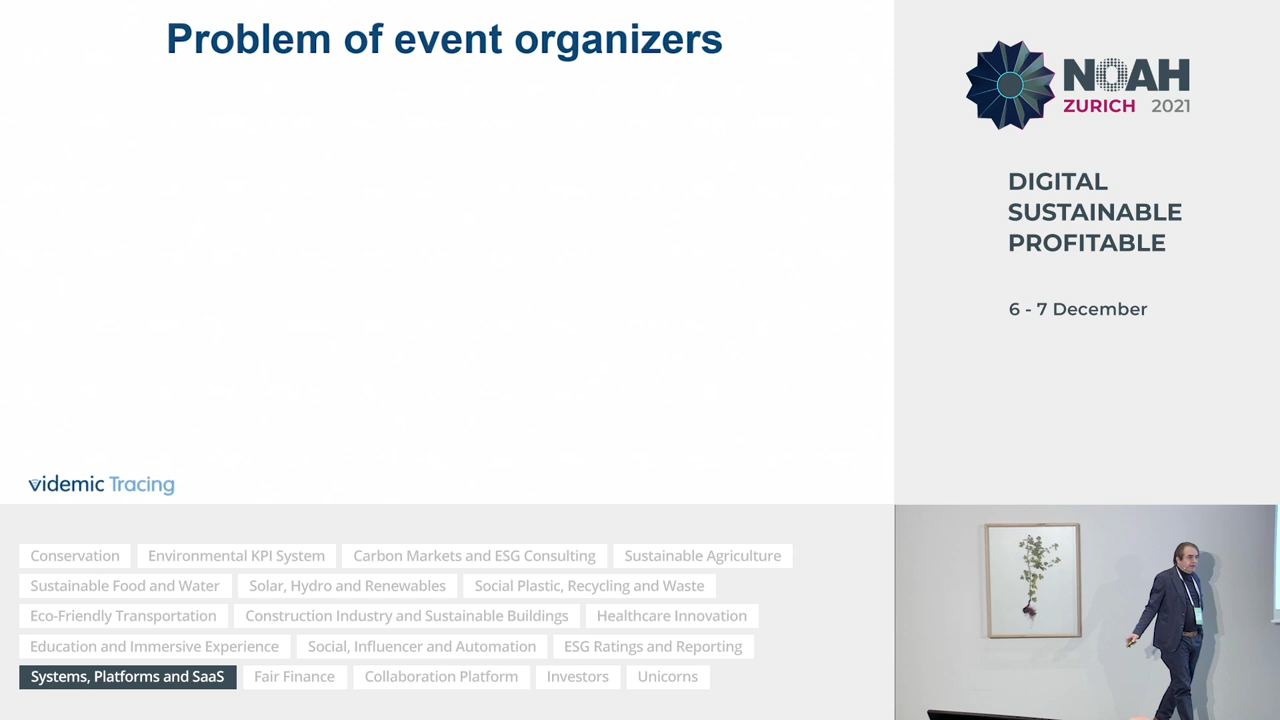 Problem of event organizers
videmic Tracing
NOAH
ZURICH 2021
DIGITAL
SUSTAINABLE
PROFITABLE
6 - 7 December
Conservation Environmental KPI System Carbon Markets and ESG Consulting Sustainable Agriculture
Sustainable Food and Water Solar, Hydro and Renewables Social Plastic, Recycling and Waste
Eco-Friendly Transportation Construction Industry and Sustainable Buildings Healthcare Innovation
Education and Immersive Experience Social, Influencer and Automation ESG Ratings and Reporting
Systems, Platforms and SaaS Fair Finance Collaboration Platform Investors Unicorns